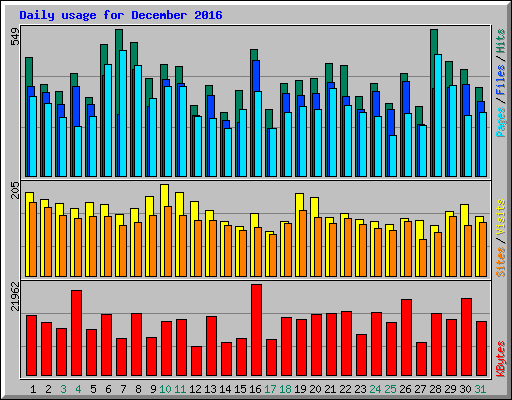 Daily usage for December 2016
549
Pages / Files / Hits
205
Sites / Visits
21962
KBytes
1 2 3 4 5 6 7 8 9 10 11 12 13 14 15 16 17 18 19 20 21 22 23 24 25 26 27 28 29 30 31